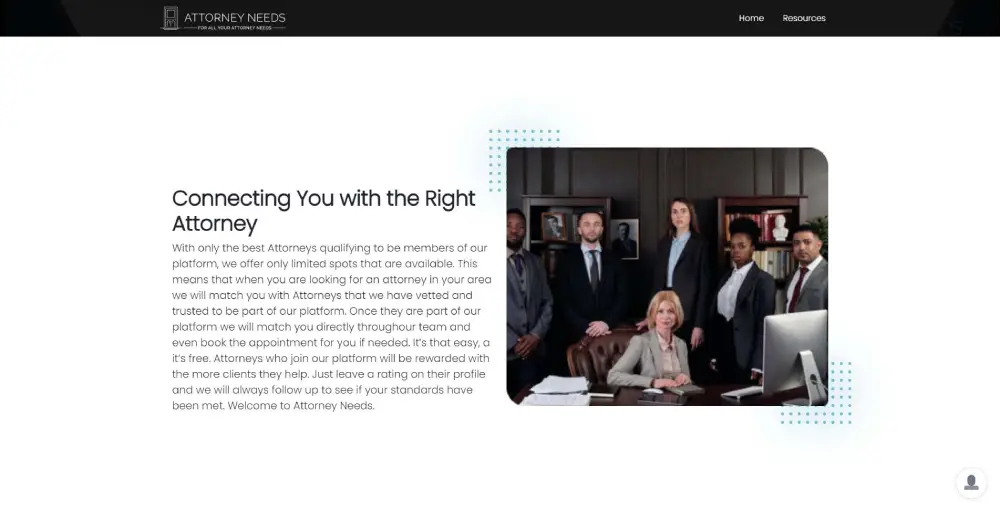 ATTORNEY NEEDS
FOR ALL YOUR ATTORNEY NEEDS
Home
Resources
Connecting You with the Right
Attorney
With only the best Attorneys qualifying to be members of our
platform, we offer only limited spots that are available. This
means that when you are looking for an attorney in your area
we will match you with Attorneys that we have vetted and
trusted to be part of our platform. Once they are part of our
platform we will match you directly throughour team and
even book the appointment for you if needed. It's that easy, a
it's free. Attorneys who join our platform will be rewarded with
the more clients they help. Just leave a rating on their profile
and we will always follow up to see if your standards have
been met. Welcome to Attorney Needs.